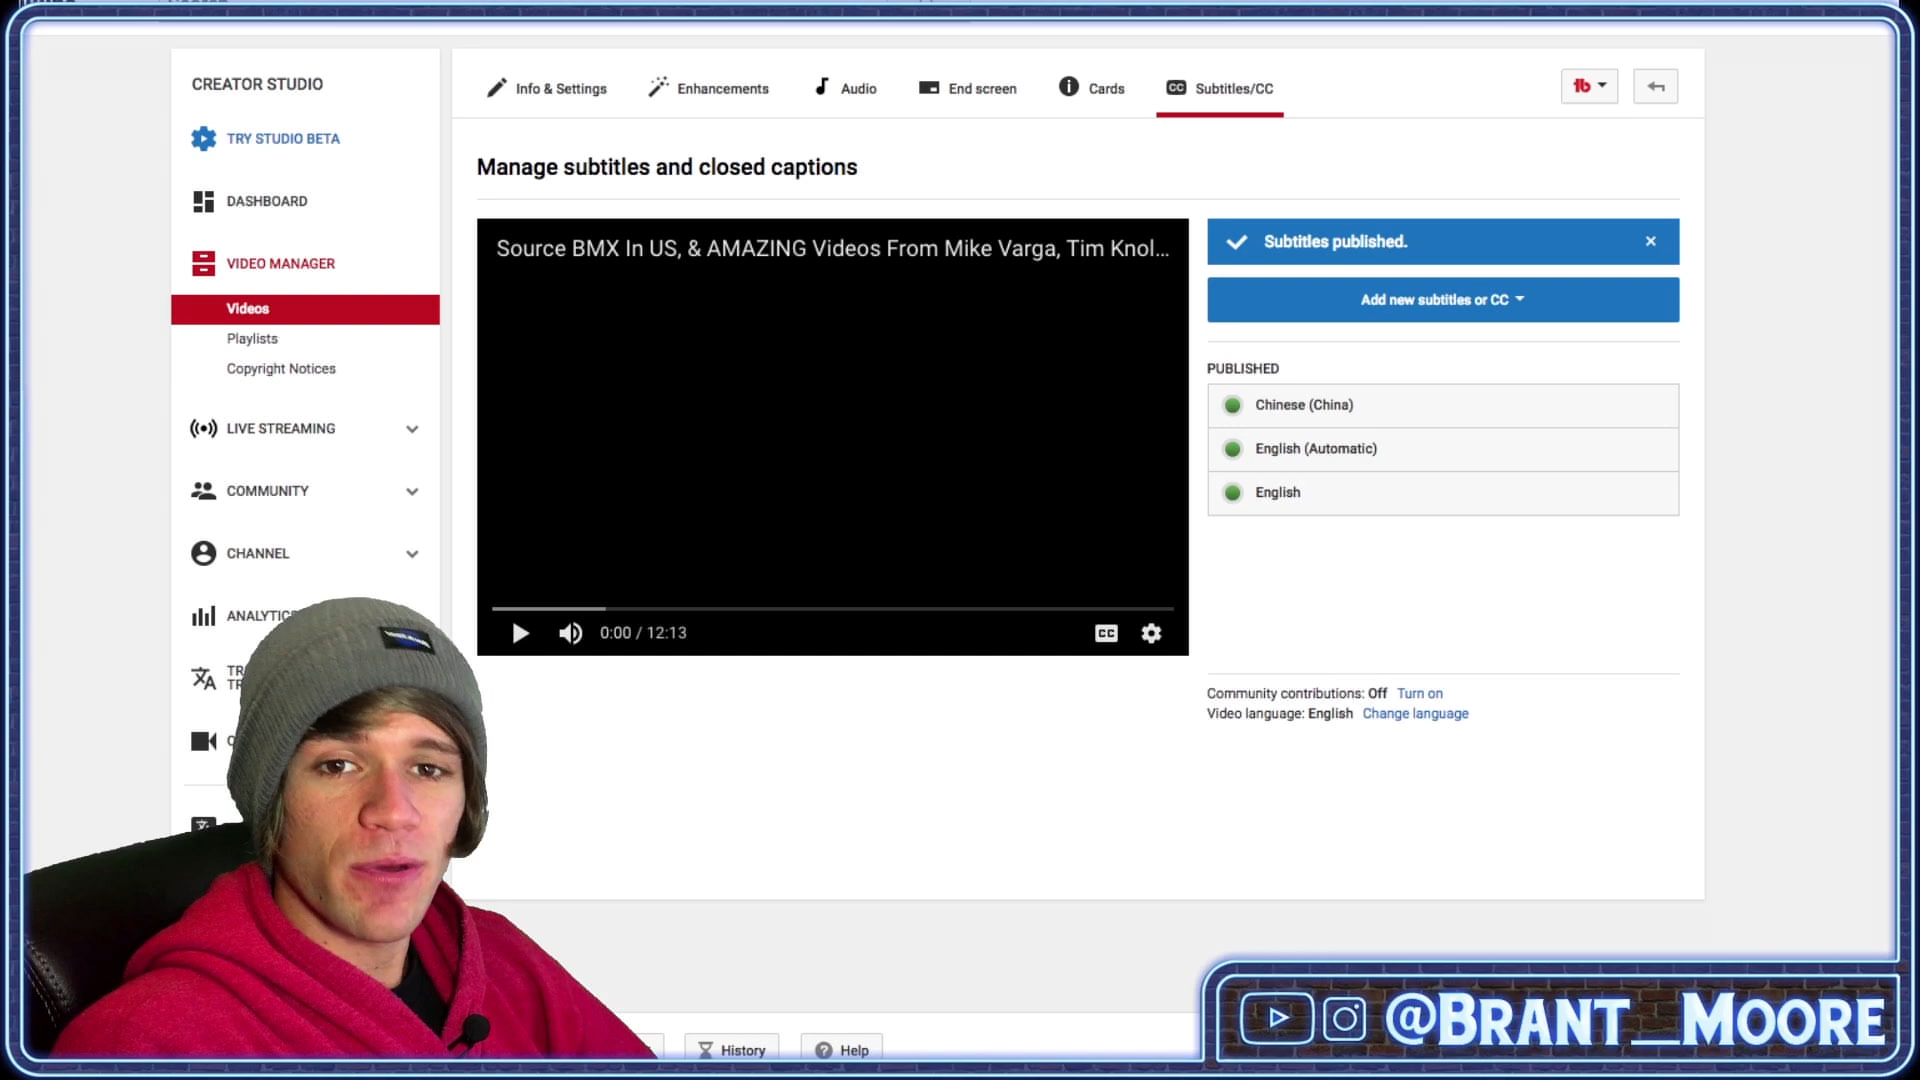 CREATOR STUDIO
TRY STUDIO BETA
DASHBOARD
VIDEO MANAGER
Videos
Playlists
Copyright Notices
LIVE STREAMING
COMMUNITY
CHANNEL
Info & Settings
Enhancements
Audio
End screen
Cards
CC Subtitles/CC
tb
Manage subtitles and closed captions
Source BMX In US, & AMAZING Videos From Mike Varga, Tim Knol...
0:00 / 12:13
CC
Subtitles published.
Add new subtitles or CC
PUBLISHED
Chinese (China)
English (Automatic)
English
Community contributions: Off Turn on
Video language: English Change language
History
Help
@BRANT_MOORE